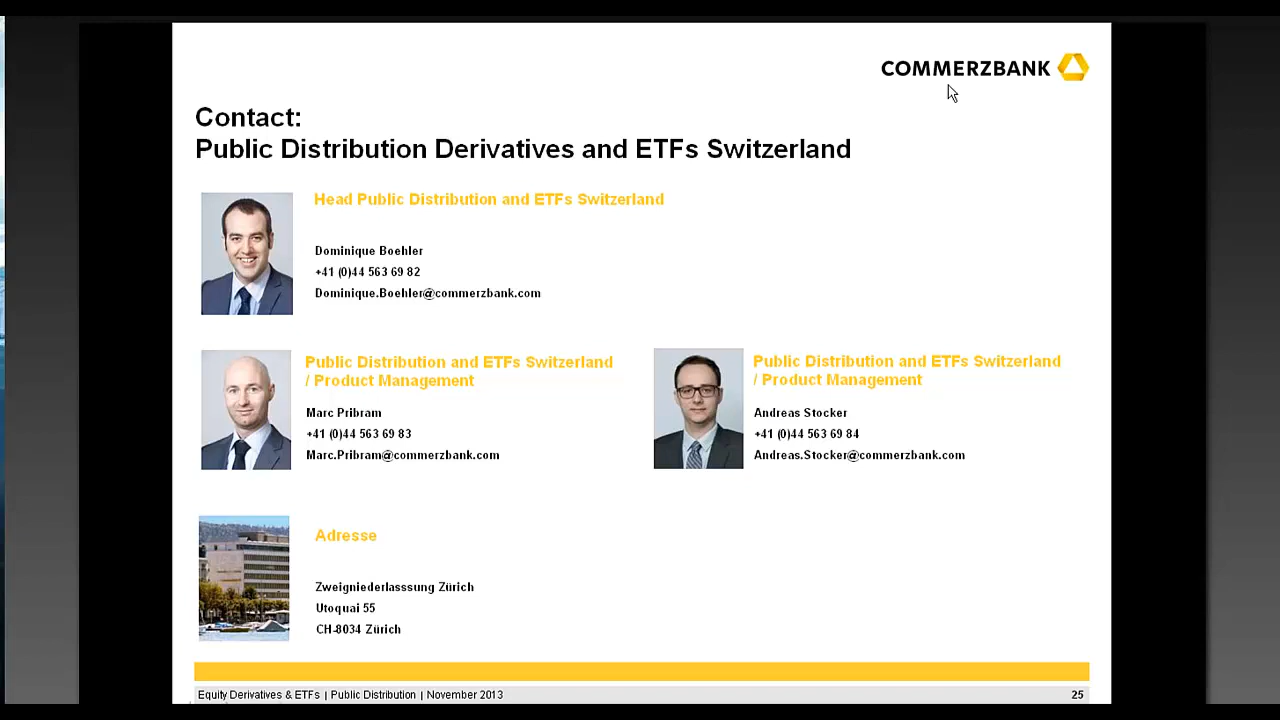 COMMERZBANK
Contact:
Public Distribution Derivatives and ETFs Switzerland
Head Public Distribution and ETFs Switzerland
Dominique Boehler
+41 (0)44 563 69 82
Dominique.Boehler@commerzbank.com
Public Distribution and ETFs Switzerland
/ Product Management
Marc Pribram
+41 (0)44 563 69 83
Marc.Pribram@commerzbank.com
Public Distribution and ETFs Switzerland
/ Product Management
Andreas Stocker
+41 (0)44 563 69 84
Andreas.Stocker@commerzbank.com
Adresse
Zweigniederlasssung Zürich
Utoquai 55
CH-8034 Zürich
Equity Derivatives & ETFs | Public Distribution | November 2013
25